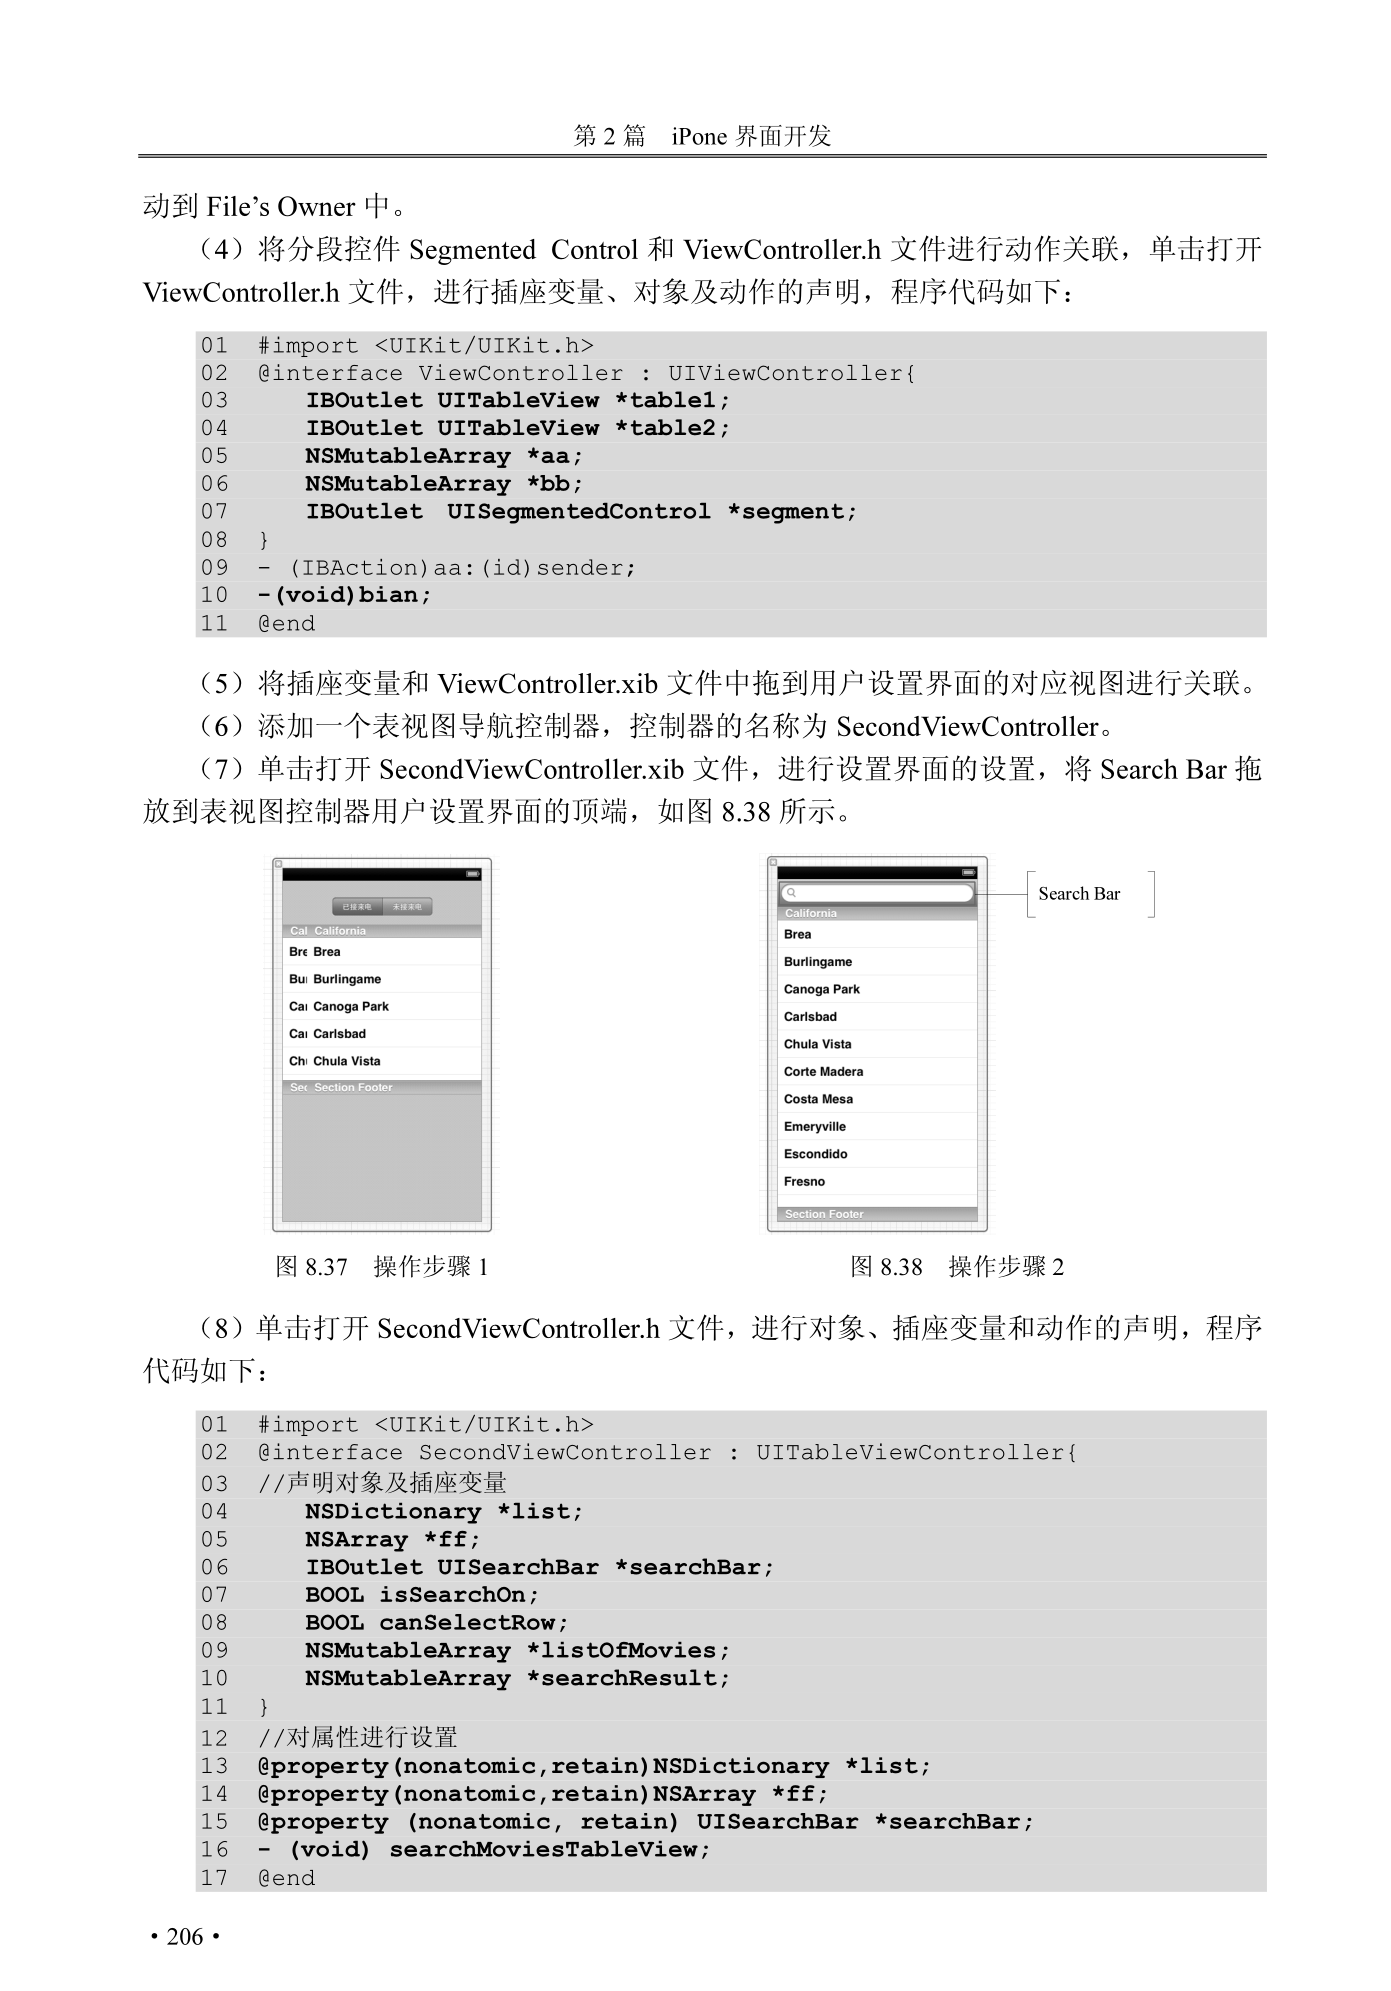 第 2 篇　iPone 界面开发
动到 File’s Owner 中。
（4）将分段控件 Segmented Control 和 ViewController.h 文件进行动作关联，单击打开
ViewController.h 文件，进行插座变量、对象及动作的声明，程序代码如下：
01 #import <UIKit/UIKit.h>
02 @interface ViewController : UIViewController{
03 IBOutlet UITableView *table1;
04 IBOutlet UITableView *table2;
05 NSMutableArray *aa;
06 NSMutableArray *bb;
07 IBOutlet UISegmentedControl *segment;
08 }
09 - (IBAction)aa:(id)sender;
10 -(void)bian;
11 @end
（5）将插座变量和 ViewController.xib 文件中拖到用户设置界面的对应视图进行关联。
（6）添加一个表视图导航控制器，控制器的名称为 SecondViewController。
（7）单击打开 SecondViewController.xib 文件，进行设置界面的设置，将 Search Bar 拖
放到表视图控制器用户设置界面的顶端，如图 8.38 所示。
已接来电 未接来电
Cal California
Bre Brea
Bu Burlingame
Ca Canoga Park
Ca Carlsbad
Ch Chula Vista
Sec Section Footer
Search Bar
California
Brea
Burlingame
Canoga Park
Carlsbad
Chula Vista
Corte Madera
Costa Mesa
Emeryville
Escondido
Fresno
Section Footer
图 8.37　操作步骤 1
图 8.38　操作步骤 2
（8）单击打开 SecondViewController.h 文件，进行对象、插座变量和动作的声明，程序
代码如下：
01 #import <UIKit/UIKit.h>
02 @interface SecondViewController : UITableViewController{
03 //声明对象及插座变量
04 NSDictionary *list;
05 NSArray *ff;
06 IBOutlet UISearchBar *searchBar;
07 BOOL isSearchOn;
08 BOOL canSelectRow;
09 NSMutableArray *listOfMovies;
10 NSMutableArray *searchResult;
11 }
12 //对属性进行设置
13 @property(nonatomic,retain)NSDictionary *list;
14 @property(nonatomic,retain)NSArray *ff;
15 @property (nonatomic, retain) UISearchBar *searchBar;
16 - (void) searchMoviesTableView;
17 @end
• 206 •